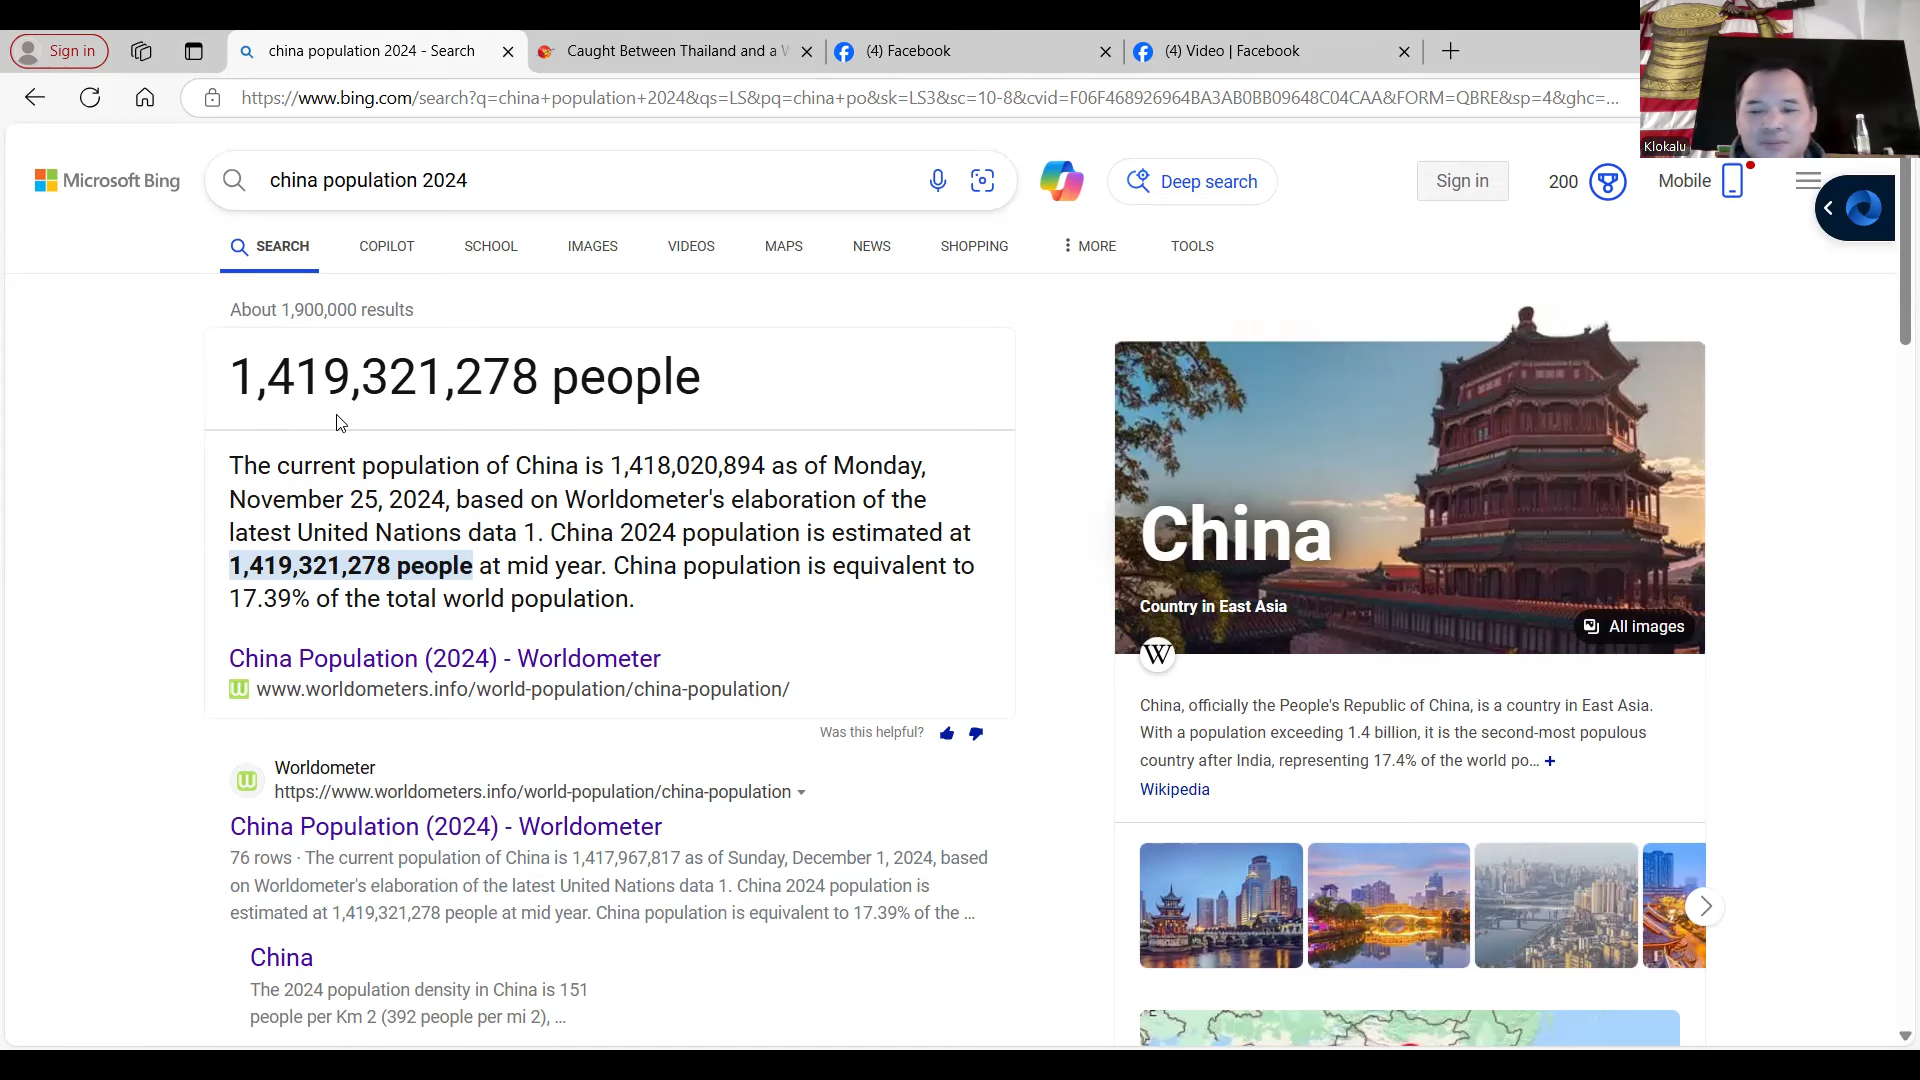 Sign in
china population 2024 - Search
Caught Between Thailand and a
(4) Facebook
(4) Video | Facebook
https://www.bing.com/search?q=china+population+2024&qs=LS&pq=china+po&sk=LS3&sc=10-8&cvid=F06F468926964BA3AB0BB09648C04CAA&FORM=QBRE&sp=4&ghc=...
Klokalu
Microsoft Bing
china population 2024
Deep search
Sign in
200
Mobile
SEARCH
COPILOT
SCHOOL
IMAGES
VIDEOS
MAPS
NEWS
SHOPPING
MORE
TOOLS
About 1,900,000 results
1,419,321,278 people
The current population of China is 1,418,020,894 as of Monday,
November 25, 2024, based on Worldometer's elaboration of the
latest United Nations data 1. China 2024 population is estimated at
1,419,321,278 people at mid year. China population is equivalent to
17.39% of the total world population.
China Population (2024) - Worldometer
www.worldometers.info/world-population/china-population/
Was this helpful?
Worldometer
https://www.worldometers.info/world-population/china-population
China Population (2024) - Worldometer
76 rows · The current population of China is 1,417,967,817 as of Sunday, December 1, 2024, based
on Worldometer's elaboration of the latest United Nations data 1. China 2024 population is
estimated at 1,419,321,278 people at mid year. China population is equivalent to 17.39% of the ...
China
The 2024 population density in China is 151
people per Km 2 (392 people per mi 2), ...
China
Country in East Asia
All images
W
China, officially the People's Republic of China, is a country in East Asia.
With a population exceeding 1.4 billion, it is the second-most populous
country after India, representing 17.4% of the world po... +
Wikipedia